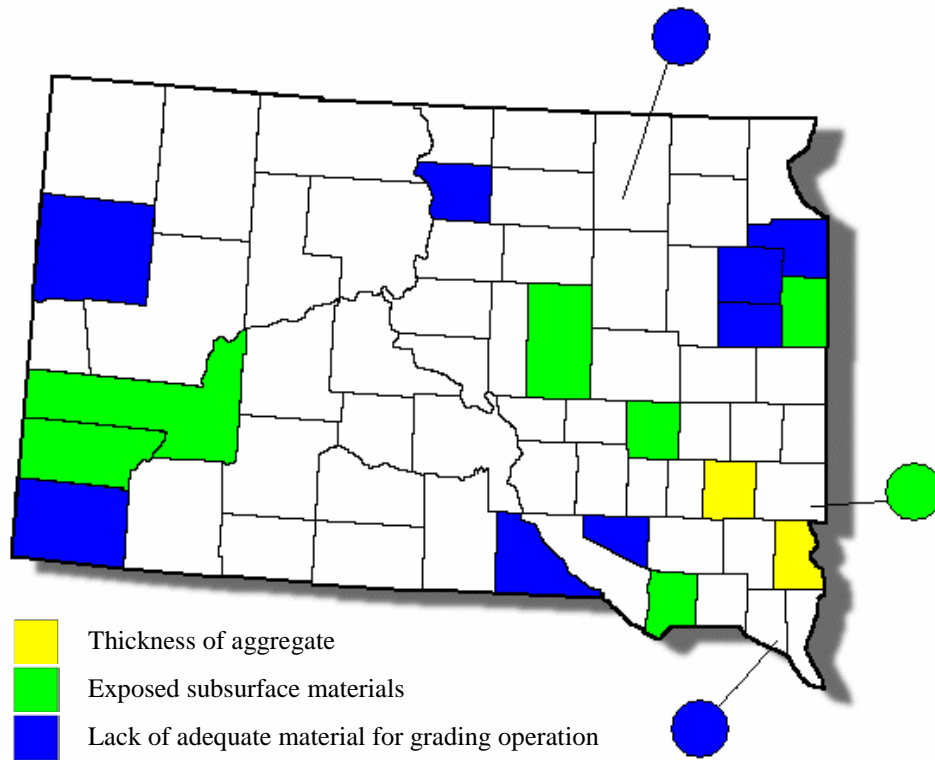 Thickness of aggregate
Exposed subsurface materials
Lack of adequate material for grading operation